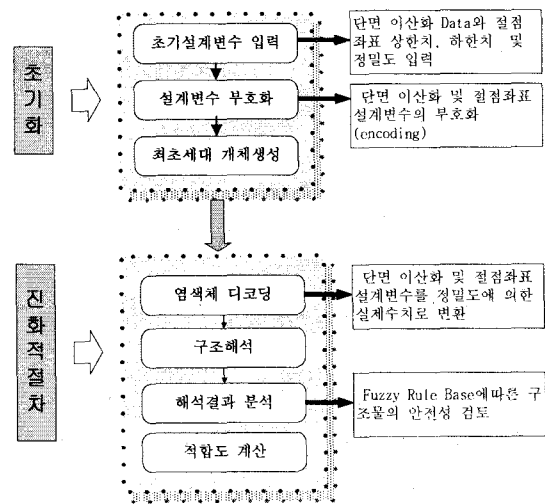 초기화
초기설계변수 입력
설계변수 부호화
최초세대 개체생성
단면 이산화 Data와 절점
좌표 상한치, 하한치 및
정밀도 입력
단면 이산화 및 절점좌표
설계변수의 부호화
(encoding)
진화적절차
염색체 디코딩
구조해석
해석결과 분석
적합도 계산
단면 이산화 및 절점좌표
설계변수를 정밀도에 의한
실제수치로 변환
Fuzzy Rule Base에따른 구
조물의 안전성 검토